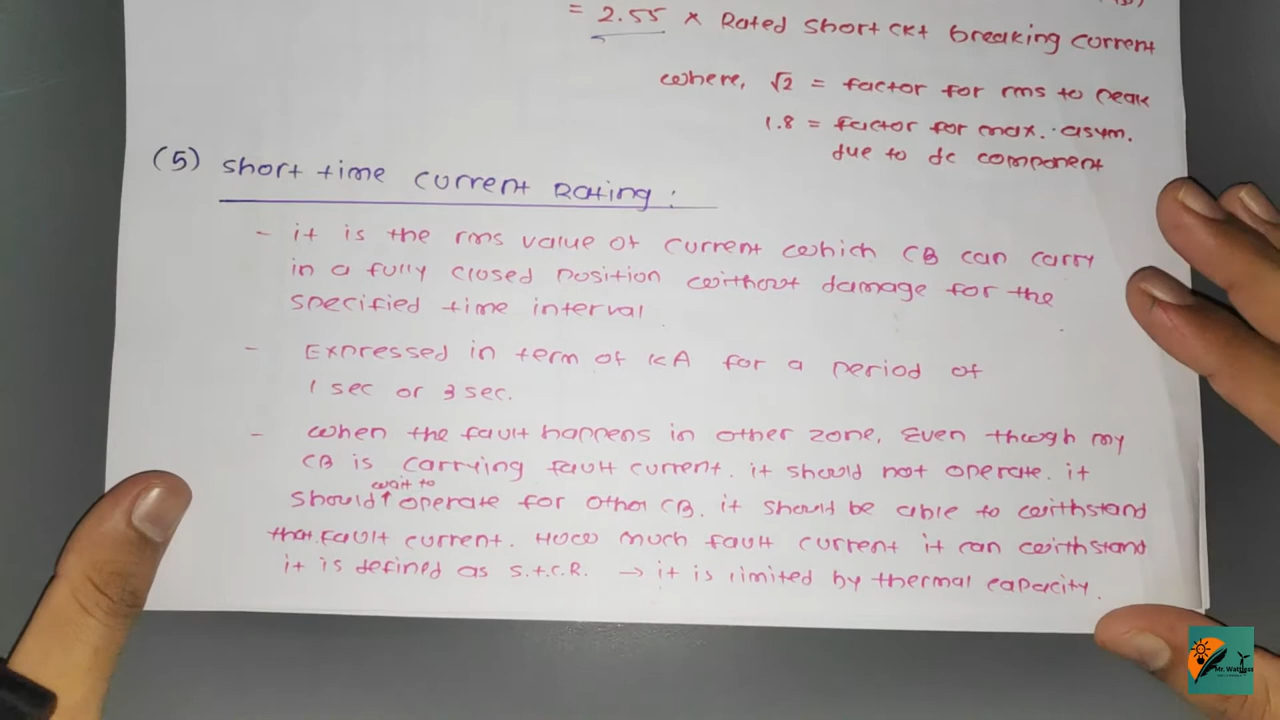 = 2.55 × Rated short ckt breaking current
where, √2 = factor for rms to peak
1.8 = factor for max. asym.
due to dc component
(5) short time current Rating :
- it is the rms value of current which CB can carry
in a fully closed position without damage for the
specified time interval
- Expressed in term of kA for a period of
1 sec or 3 sec.
- when the fault happens in other zone, Even though my
CB is carrying fault current. it should not operate. it
wait to
should ↑ operate for other CB. it should be able to withstand
that fault current. How much fault current it can withstand
it is defined as S.t.C.R. → it is limited by thermal capacity.
Mr. Wattless